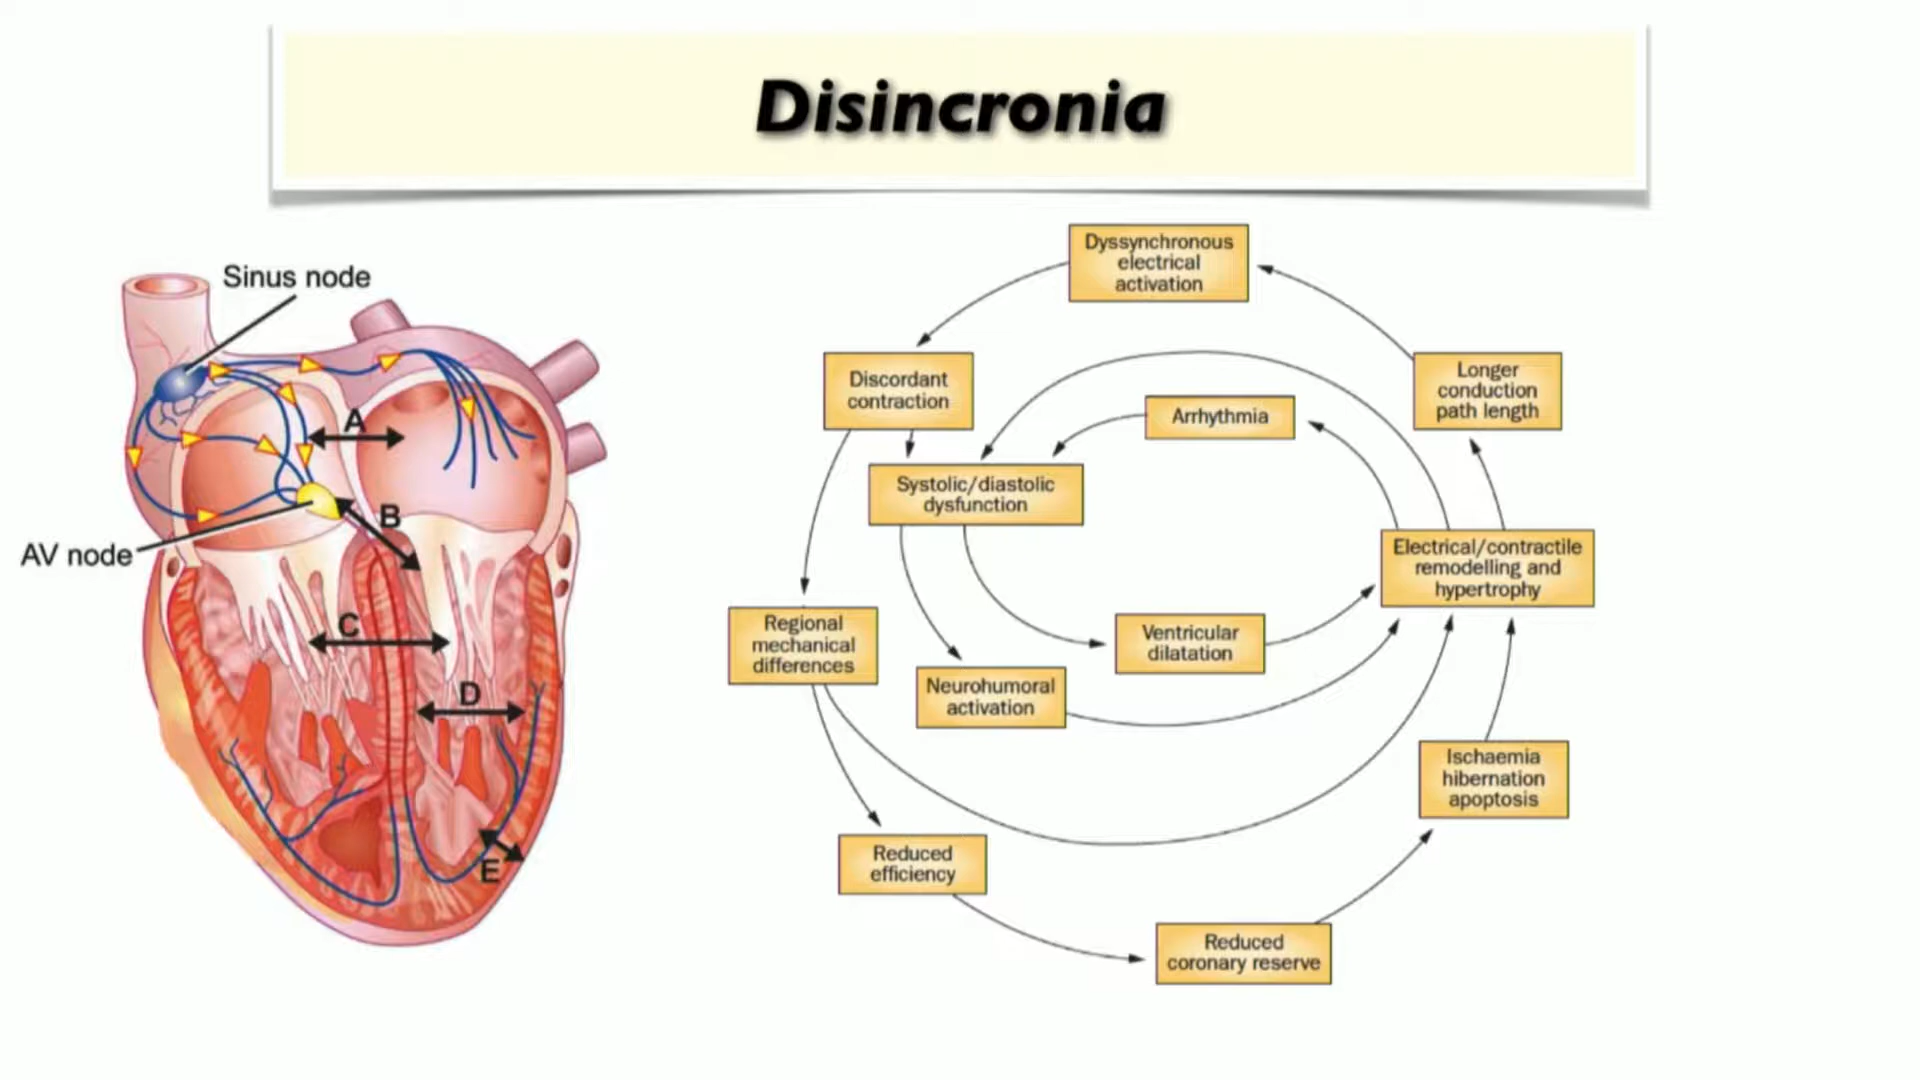 Disincronia
Sinus node
A
B
AV node
C
D
E
Dyssynchronous
electrical
activation
Discordant
contraction
Longer
conduction
path length
Arrhythmia
Systolic/diastolic
dysfunction
Electrical/contractile
remodelling and
hypertrophy
Regional
mechanical
differences
Ventricular
dilatation
Neurohumoral
activation
Ischaemia
hibernation
apoptosis
Reduced
efficiency
Reduced
coronary reserve